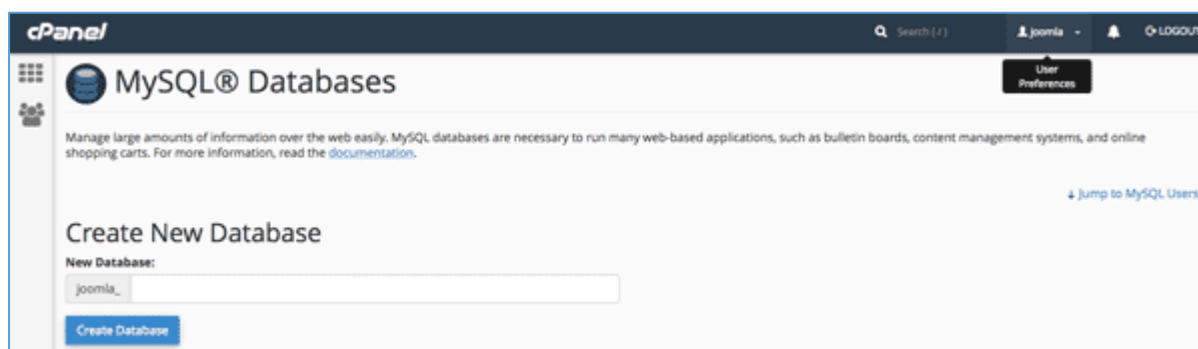 cPanel
Search ( / )
joomla
LOGOUT
User
Preferences
MySQL® Databases
Manage large amounts of information over the web easily. MySQL databases are necessary to run many web-based applications, such as bulletin boards, content management systems, and online
shopping carts. For more information, read the documentation.
Jump to MySQL Users
Create New Database
New Database:
joomla_
Create Database